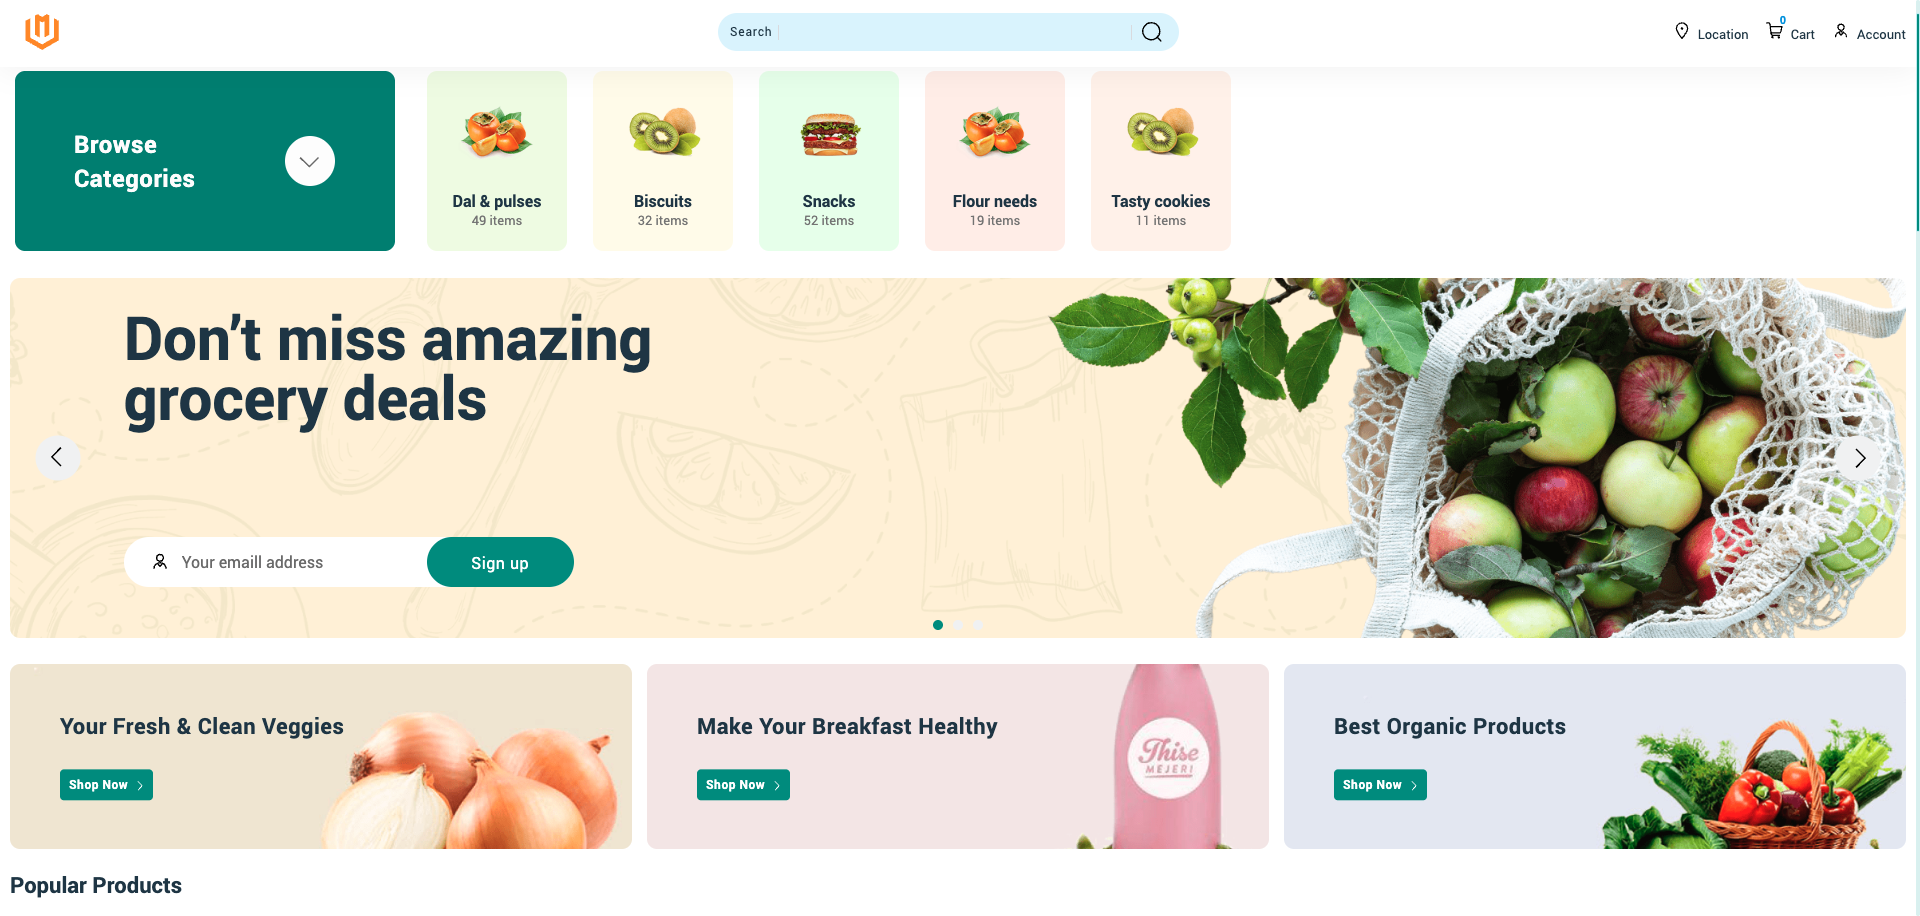 Search
Location
0
Cart
Account
Browse
Categories
Dal & pulses
49 items
Biscuits
32 items
Snacks
52 items
Flour needs
19 items
Tasty cookies
11 items
Don't miss amazing
grocery deals
Your emaill address
Sign up
Your Fresh & Clean Veggies
Shop Now
Make Your Breakfast Healthy
Shop Now
Thise
MEJERI
Best Organic Products
Shop Now
Popular Products